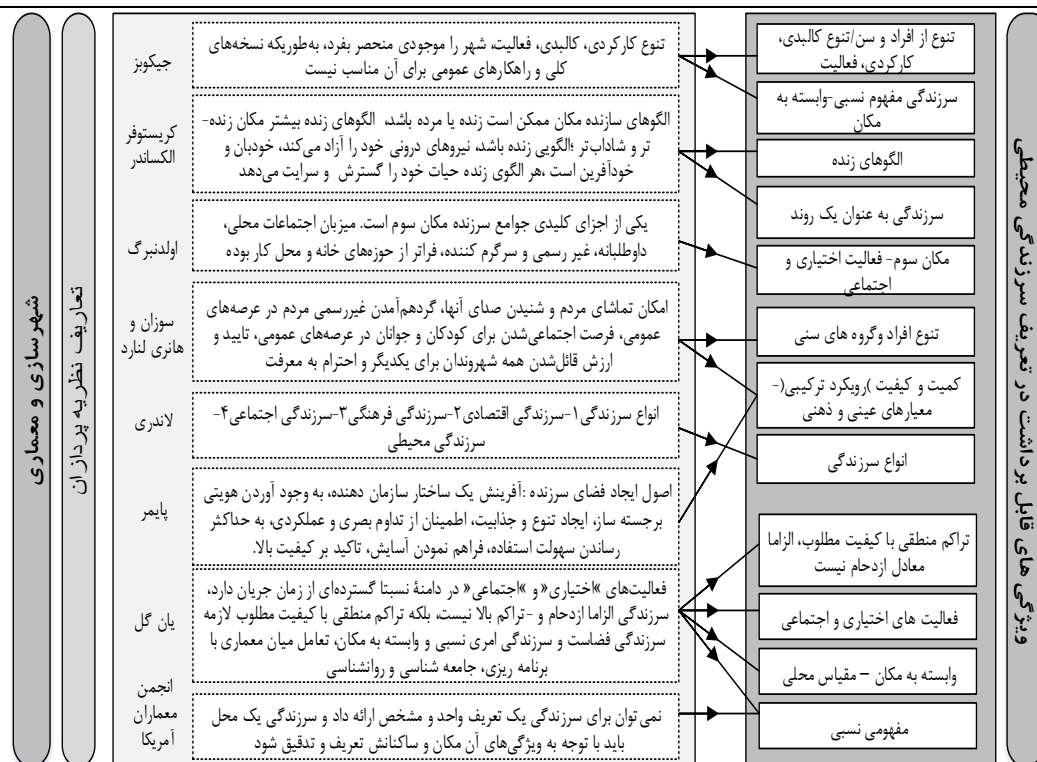 ویژگی های قابل برداشت در تعریف سرزندگی محیطی
تنوع از افراد و سن/تنوع کالبدی،
کارکردی، فعالیت
سرزندگی مفهوم نسبی-وابسته به
مکان
الگوهای زنده
سرزندگی به عنوان یک روند
مکان سوم- فعالیت اختیاری و
اجتماعی
تنوع افراد وگروه های سنی
کمیت و کیفیت )رویکرد ترکیبی(-
معیارهای عینی و ذهنی
انواع سرزندگی
تراکم منطقی با کیفیت مطلوب، الزاما
معادل ازدحام نیست
فعالیت های اختیاری و اجتماعی
وابسته به مکان – مقیاس محلی
مفهومی نسبی
تنوع کارکردی، کالبدی، فعالیت، شهر را موجودی منحصر بفرد، به‌طوریکه نسخه‌های
کلی و راهکارهای عمومی برای آن مناسب نیست
الگوهای سازنده مکان ممکن است زنده یا مرده باشد، الگوهای زنده بیشتر مکان زنده-
تر و شاداب‌تر ؛الگویی زنده باشد، نیروهای درونی خود را آزاد می‌کند، خودبان و
خودآفرین است ،هر الگوی زنده حیات خود را گسترش و سرایت می‌دهد
یکی از اجزای کلیدی جوامع سرزنده مکان سوم است. میزبان اجتماعات محلی،
داوطلبانه، غیر رسمی و سرگرم کننده، فراتر از حوزه‌های خانه و محل کار بوده
امکان تماشای مردم و شنیدن صدای آنها، گردهم‌آمدن غیررسمی مردم در عرصه‌های
عمومی، فرصت اجتماعی‌شدن برای کودکان و جوانان در عرصه‌های عمومی، تایید و
ارزش قائل‌شدن همه شهروندان برای یکدیگر و احترام به معرفت
انواع سرزندگی۱-سرزندگی اقتصادی۲-سرزندگی فرهنگی۳-سرزندگی اجتماعی۴-
سرزندگی محیطی
اصول ایجاد فضای سرزنده :آفرینش یک ساختار سازمان دهنده، به وجود آوردن هویتی
برجسته ساز، ایجاد تنوع و جذابیت، اطمینان از تداوم بصری و عملکردی، به حداکثر
رساندن سهولت استفاده، فراهم نمودن آسایش، تاکید بر کیفیت بالا.
فعالیت‌های »اختیاری« و »اجتماعی« در دامنهٔ نسبتا گسترده‌ای از زمان جریان دارد،
سرزندگی الزاما ازدحام و -تراکم بالا نیست، بلکه تراکم منطقی با کیفیت مطلوب لازمه
سرزندگی فضاست و سرزندگی امری نسبی و وابسته به مکان، تعامل میان معماری با
برنامه ریزی، جامعه شناسی و روانشناسی
نمی توان برای سرزندگی یک تعریف واحد و مشخص ارائه داد و سرزندگی یک محل
باید با توجه به ویژگی‌های آن مکان و ساکنانش تعریف و تدقیق شود
جیکوبز
کریستوفر
الکساندر
اولدنبرگ
سوزان و
هانری لنارد
لاندری
پایمر
یان گل
انجمن
معماران
آمریکا
تعاریف نظریه پردازان
شهرسازی و معماری